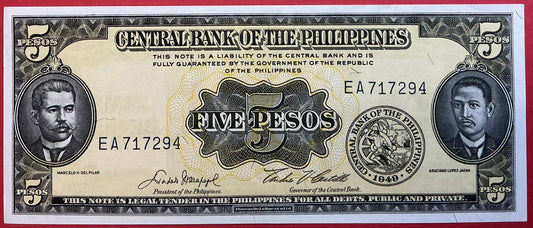 5 PESOS
CENTRAL BANK OF THE PHILIPPINES
5 PESOS
THIS NOTE IS A LIABILITY OF THE CENTRAL BANK AND IS
FULLY GUARANTEED BY THE GOVERNMENT OF THE REPUBLIC
OF THE PHILIPPINES
EA717294
EA717294
5
FIVE PESOS
CENTRAL BANK OF THE PHILIPPINES
1949
MARCELO H. DEL PILAR
GRACIANO LOPEZ JAENA
President of the Philippines.
Governor of the Central Bank.
5 PESOS
THIS NOTE IS LEGAL TENDER IN THE PHILIPPINES FOR ALL DEBTS, PUBLIC AND PRIVATE.
5 PESOS